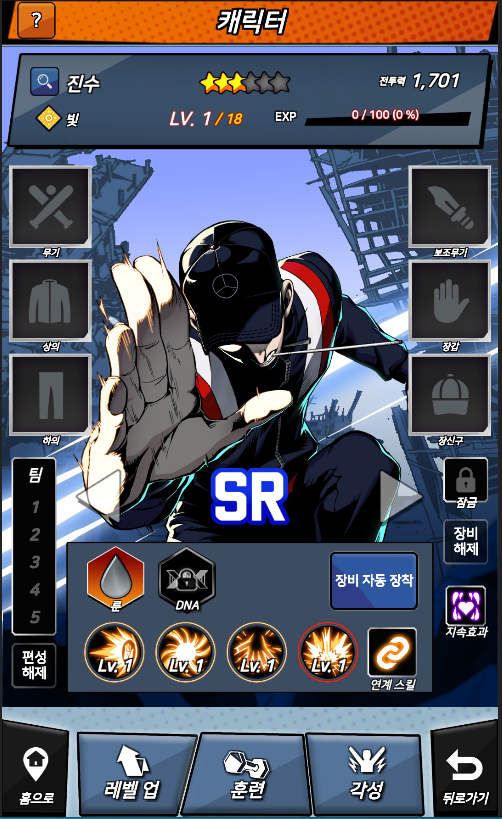 ?
캐릭터
진수
전투력 1,701
빛
LV. 1 / 18
EXP
0 / 100 (0 %)
무기
보조무기
상의
장갑
하의
장신구
팀
1
2
3
4
5
편성
해제
SR
잠금
장비
해제
지속효과
룬
DNA
장비 자동 장착
Lv. 1
Lv. 1
Lv. 1
Lv. 1
연계 스킬
홈으로
레벨 업
훈련
각성
뒤로가기